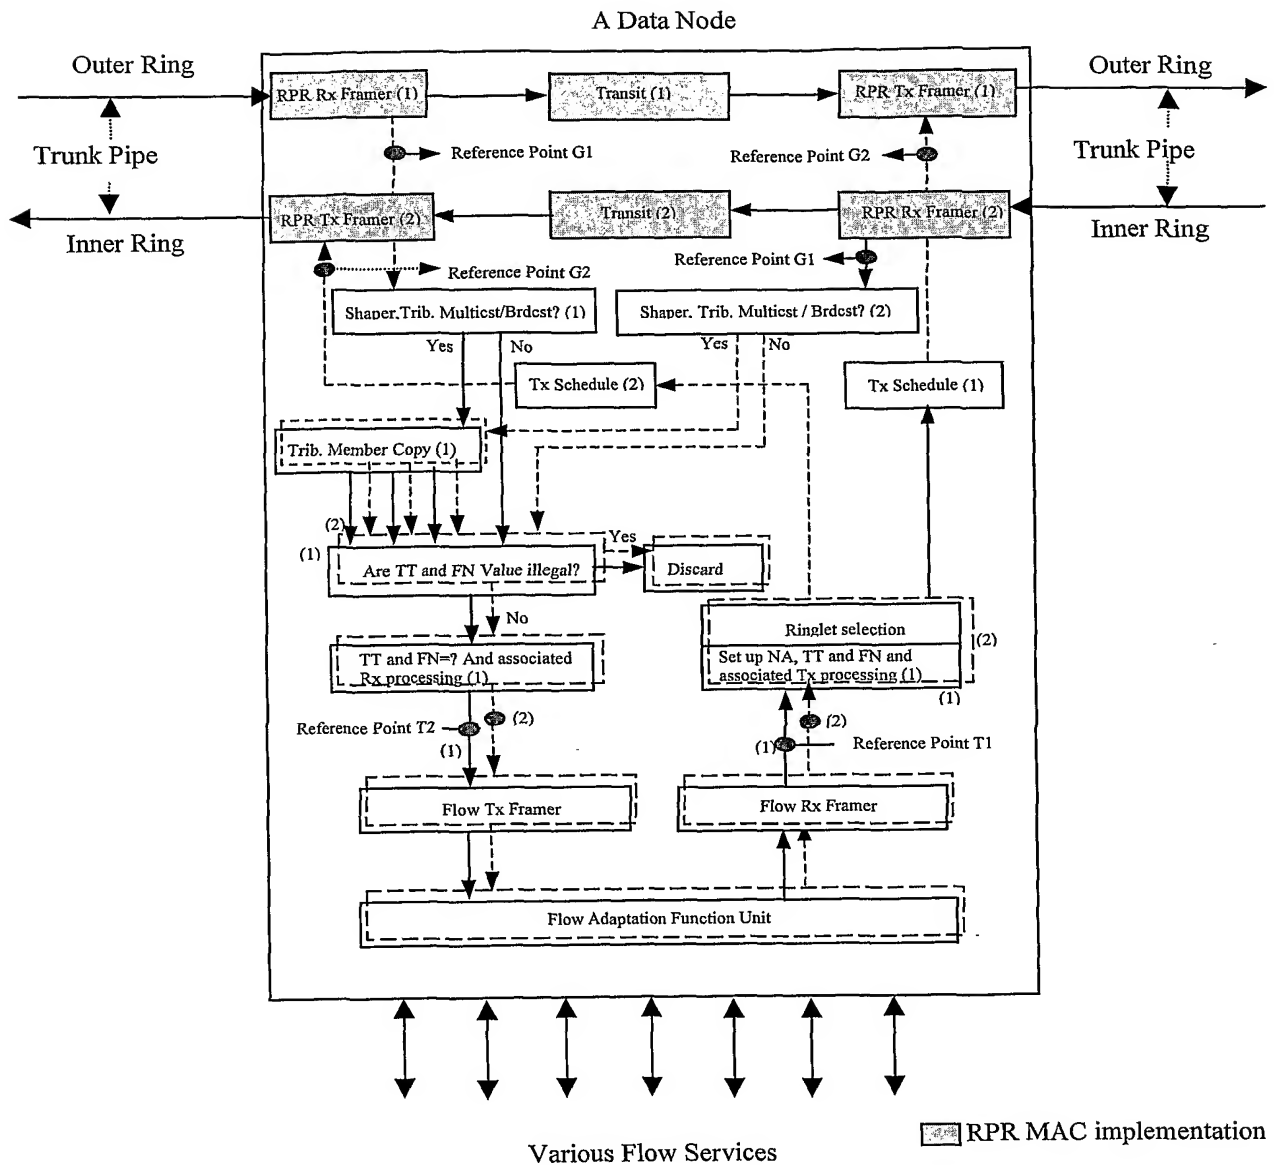 A Data Node
Outer Ring
Outer Ring
RPR Rx Framer (1)
Transit (1)
RPR Tx Framer (1)
Trunk Pipe
Reference Point G1
Reference Point G2
Trunk Pipe
RPR Tx Framer (2)
Transit (2)
RPR Rx Framer (2)
Inner Ring
Inner Ring
Reference Point G2
Reference Point G1
Shaper.Trib. Multicst/Brdcst? (1)
Shaper. Trib. Multicst / Brdcst? (2)
Yes
No
Yes
No
Tx Schedule (2)
Tx Schedule (1)
Trib. Member Copy (1)
(2)
(1)
Yes
Are TT and FN Value illegal?
Discard
No
Ringlet selection
(2)
TT and FN=? And associated
Rx processing (1)
Set up NA, TT and FN and
associated Tx processing (1)
(1)
Reference Point T2
(2)
(1)
(2)
(1)
Reference Point T1
Flow Tx Framer
Flow Rx Framer
Flow Adaptation Function Unit
RPR MAC implementation
Various Flow Services